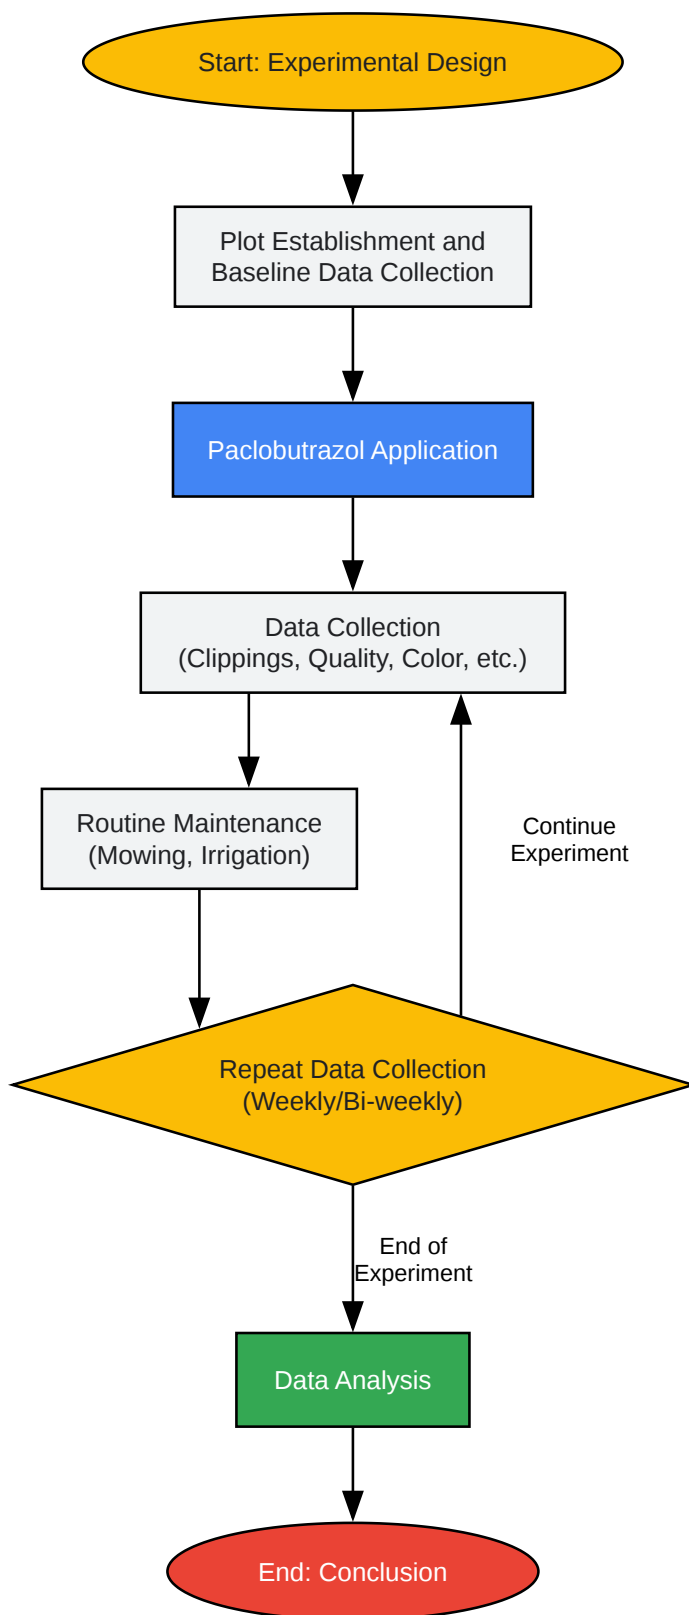 Start: Experimental Design
Plot Establishment and
Baseline Data Collection
Paclobutrazol Application
Data Collection
(Clippings, Quality, Color, etc.)
Routine Maintenance
(Mowing, Irrigation)
Continue
Experiment
Repeat Data Collection
(Weekly/Bi-weekly)
End of
Experiment
Data Analysis
End: Conclusion